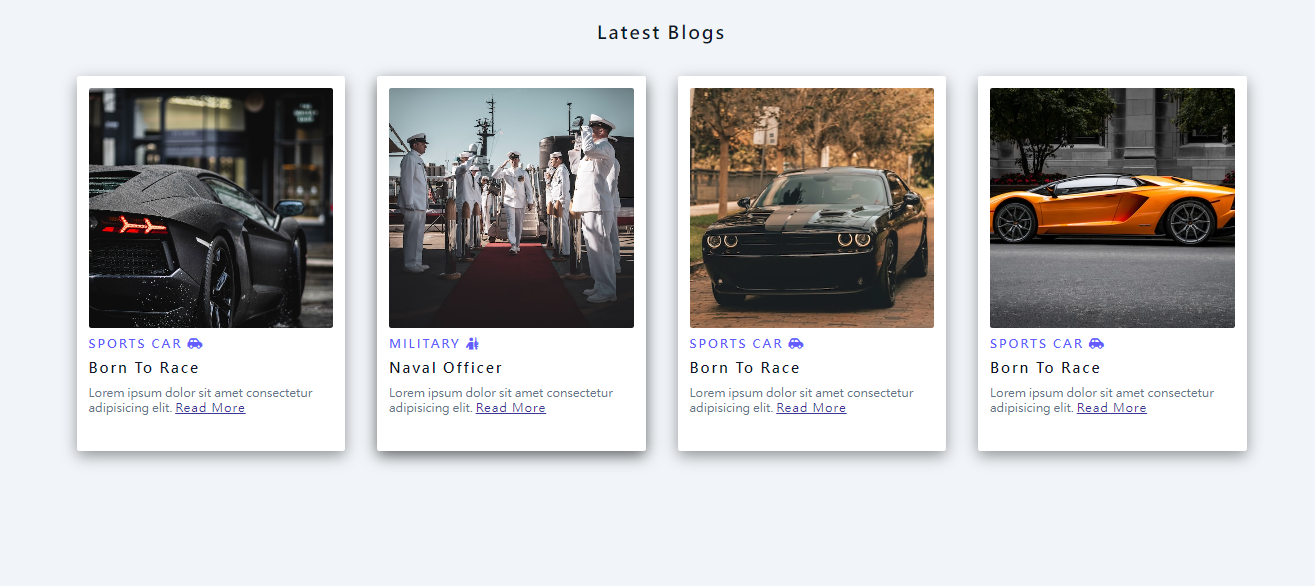 Latest Blogs
SPORTS CAR
Born To Race
Lorem ipsum dolor sit amet consectetur
adipisicing elit. Read More
MILITARY
Naval Officer
Lorem ipsum dolor sit amet consectetur
adipisicing elit. Read More
SPORTS CAR
Born To Race
Lorem ipsum dolor sit amet consectetur
adipisicing elit. Read More
SPORTS CAR
Born To Race
Lorem ipsum dolor sit amet consectetur
adipisicing elit. Read More